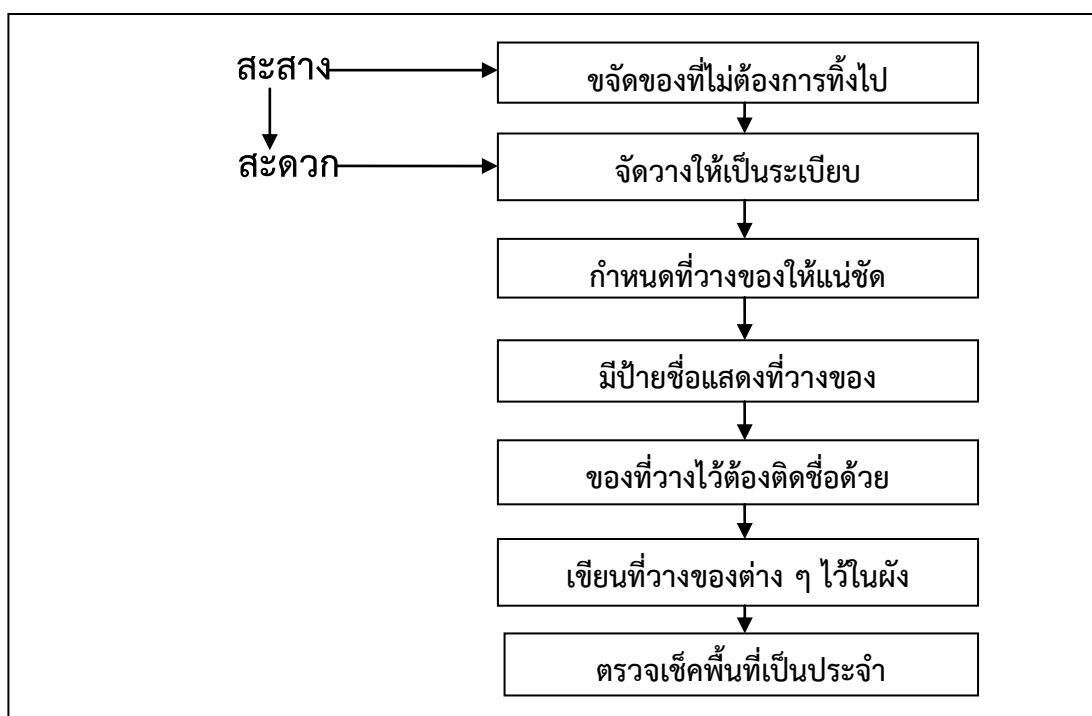 สะสาง
ขจัดของที่ไม่ต้องการทิ้งไป
สะดวก
จัดวางให้เป็นระเบียบ
กำหนดที่วางของให้แน่ชัด
มีป้ายชื่อแสดงที่วางของ
ของที่วางไว้ต้องติดชื่อด้วย
เขียนที่วางของต่าง ๆ ไว้ในผัง
ตรวจเช็คพื้นที่เป็นประจำ